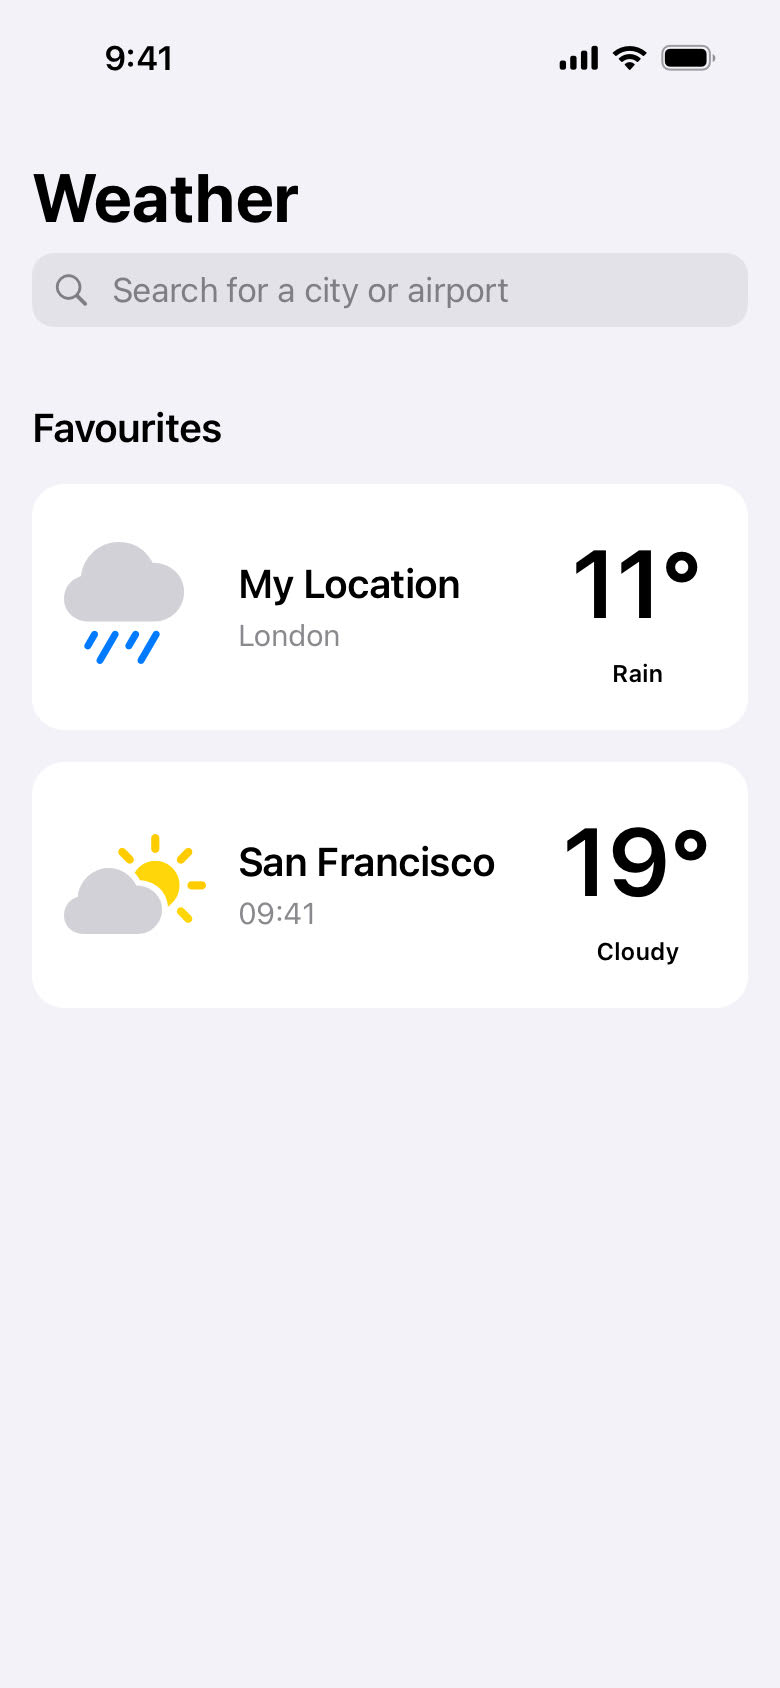 9:41
Weather
Search for a city or airport
Favourites
My Location
London
11°
Rain
San Francisco
09:41
19°
Cloudy